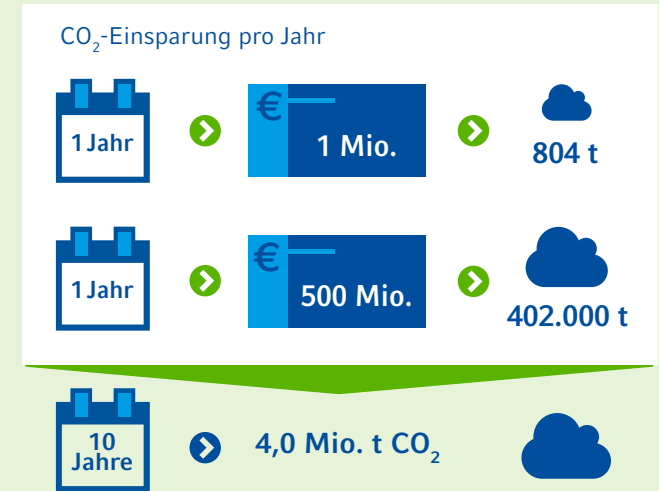 CO₂-Einsparung pro Jahr
1 Jahr
€
1 Mio.
804 t
1 Jahr
€
500 Mio.
402.000 t
10
Jahre
4,0 Mio. t CO₂